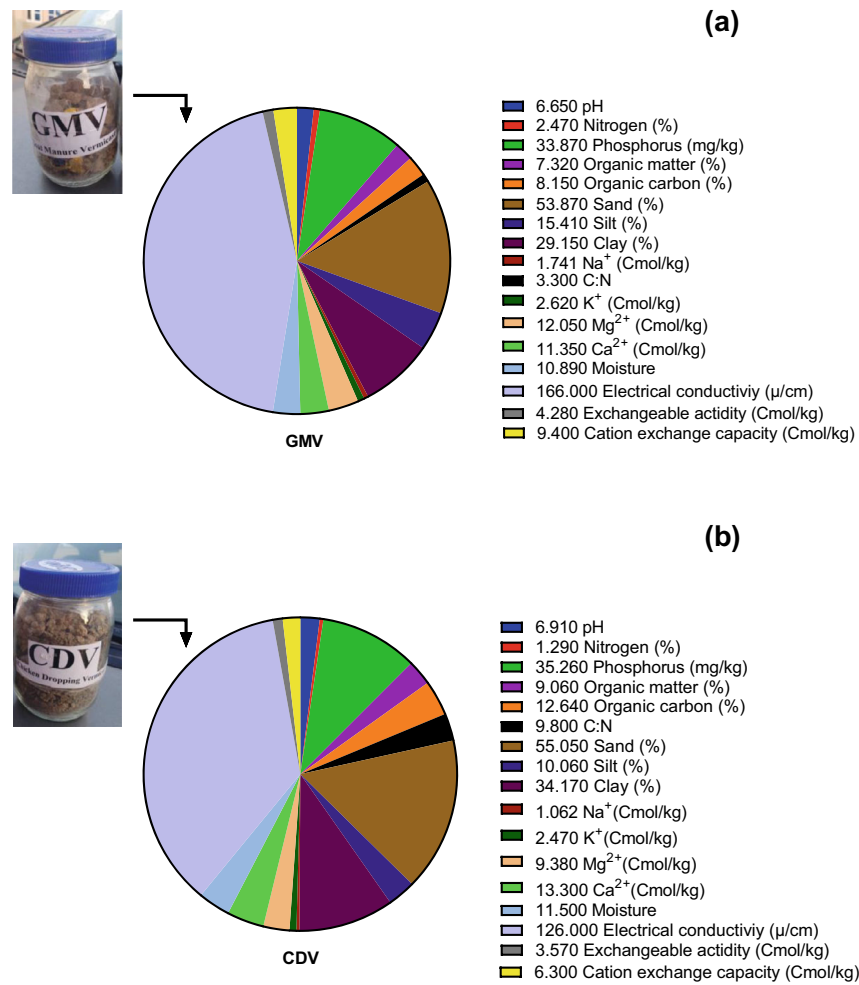 (a)
GMV
Manure Vermic
6.650 pH
2.470 Nitrogen (%)
33.870 Phosphorus (mg/kg)
7.320 Organic matter (%)
8.150 Organic carbon (%)
53.870 Sand (%)
15.410 Silt (%)
29.150 Clay (%)
1.741 Na⁺ (Cmol/kg)
3.300 C:N
2.620 K⁺ (Cmol/kg)
12.050 Mg²⁺ (Cmol/kg)
11.350 Ca²⁺ (Cmol/kg)
10.890 Moisture
166.000 Electrical conductiviy (µ/cm)
4.280 Exchangeable actidity (Cmol/kg)
9.400 Cation exchange capacity (Cmol/kg)
GMV
(b)
CDV
Dropping Vermi
6.910 pH
1.290 Nitrogen (%)
35.260 Phosphorus (mg/kg)
9.060 Organic matter (%)
12.640 Organic carbon (%)
9.800 C:N
55.050 Sand (%)
10.060 Silt (%)
34.170 Clay (%)
1.062 Na⁺(Cmol/kg)
2.470 K⁺(Cmol/kg)
9.380 Mg²⁺(Cmol/kg)
13.300 Ca²⁺(Cmol/kg)
11.500 Moisture
126.000 Electrical conductiviy (µ/cm)
3.570 Exchangeable actidity (Cmol/kg)
6.300 Cation exchange capacity (Cmol/kg)
CDV